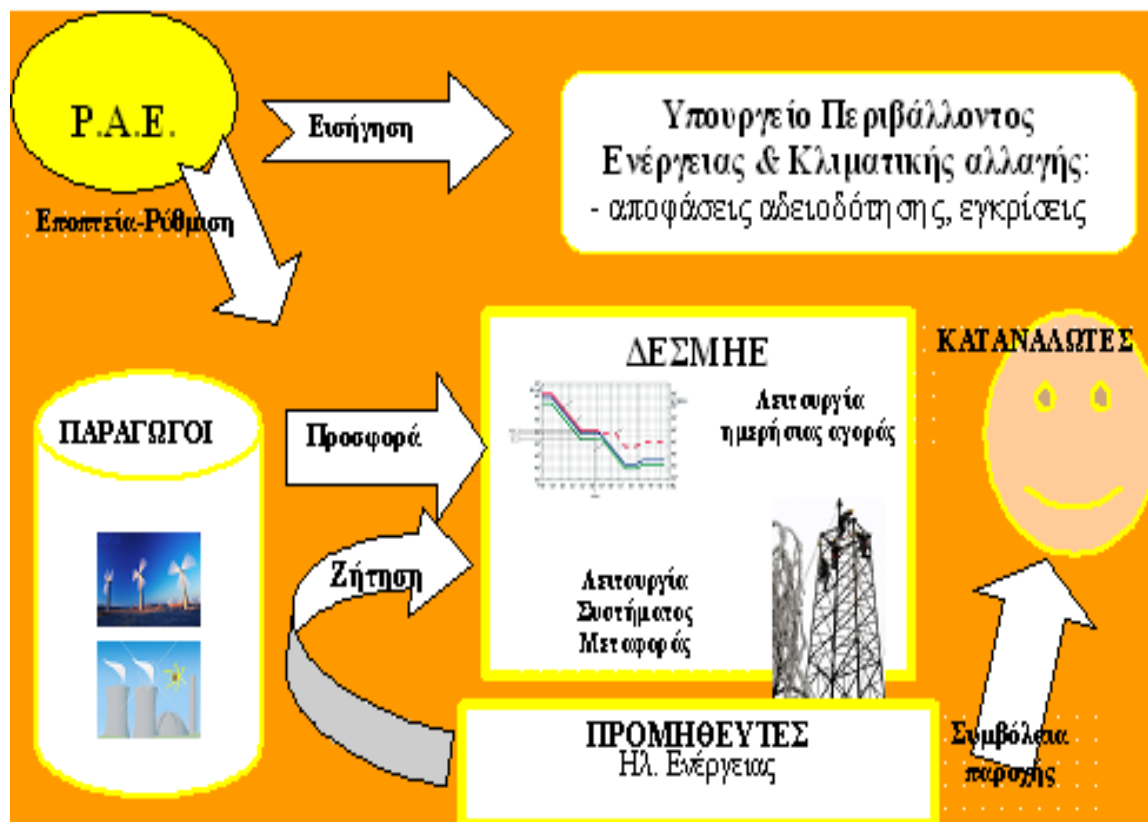 Ρ.Α.Ε.
Εισήγηση
Υπουργείο Περιβάλλοντος
Ενέργειας & Κλιματικής αλλαγής:
- αποφάσεις αδειοδότησης, εγκρίσεις
Εποπτεία-Ρύθμιση
ΔΕΣΜΗΕ
ΚΑΤΑΝΑΛΩΤΕΣ
Λειτουργία
ημερήσιας αγοράς
ΠΑΡΑΓΩΓΟΙ
Προσφορά
Ζήτηση
Λειτουργία
Συστήματος
Μεταφοράς
ΠΡΟΜΗΘΕΥΤΕΣ
Ηλ. Ενέργειας
Συμβόλεια
παροχής